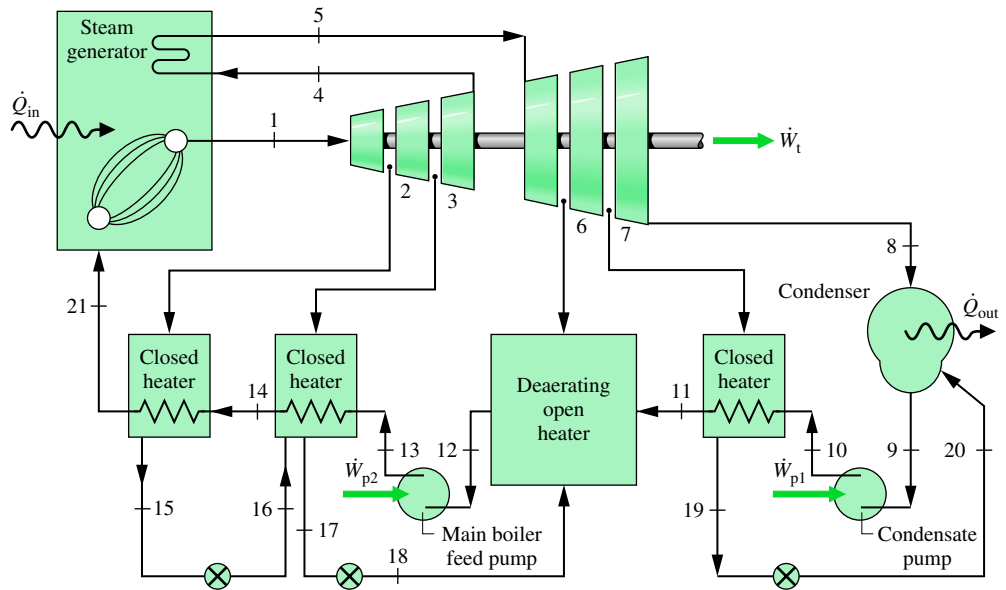 5
Steam
generator
4
Q̇in
1
Ẇt
2
3
6
7
8
Condenser
Q̇out
21
Closed
heater
14
Closed
heater
Deaerating
open
heater
11
Closed
heater
13
12
10
9
20
Ẇp2
Ẇp1
15
16
17
19
Main boiler
feed pump
Condensate
pump
18